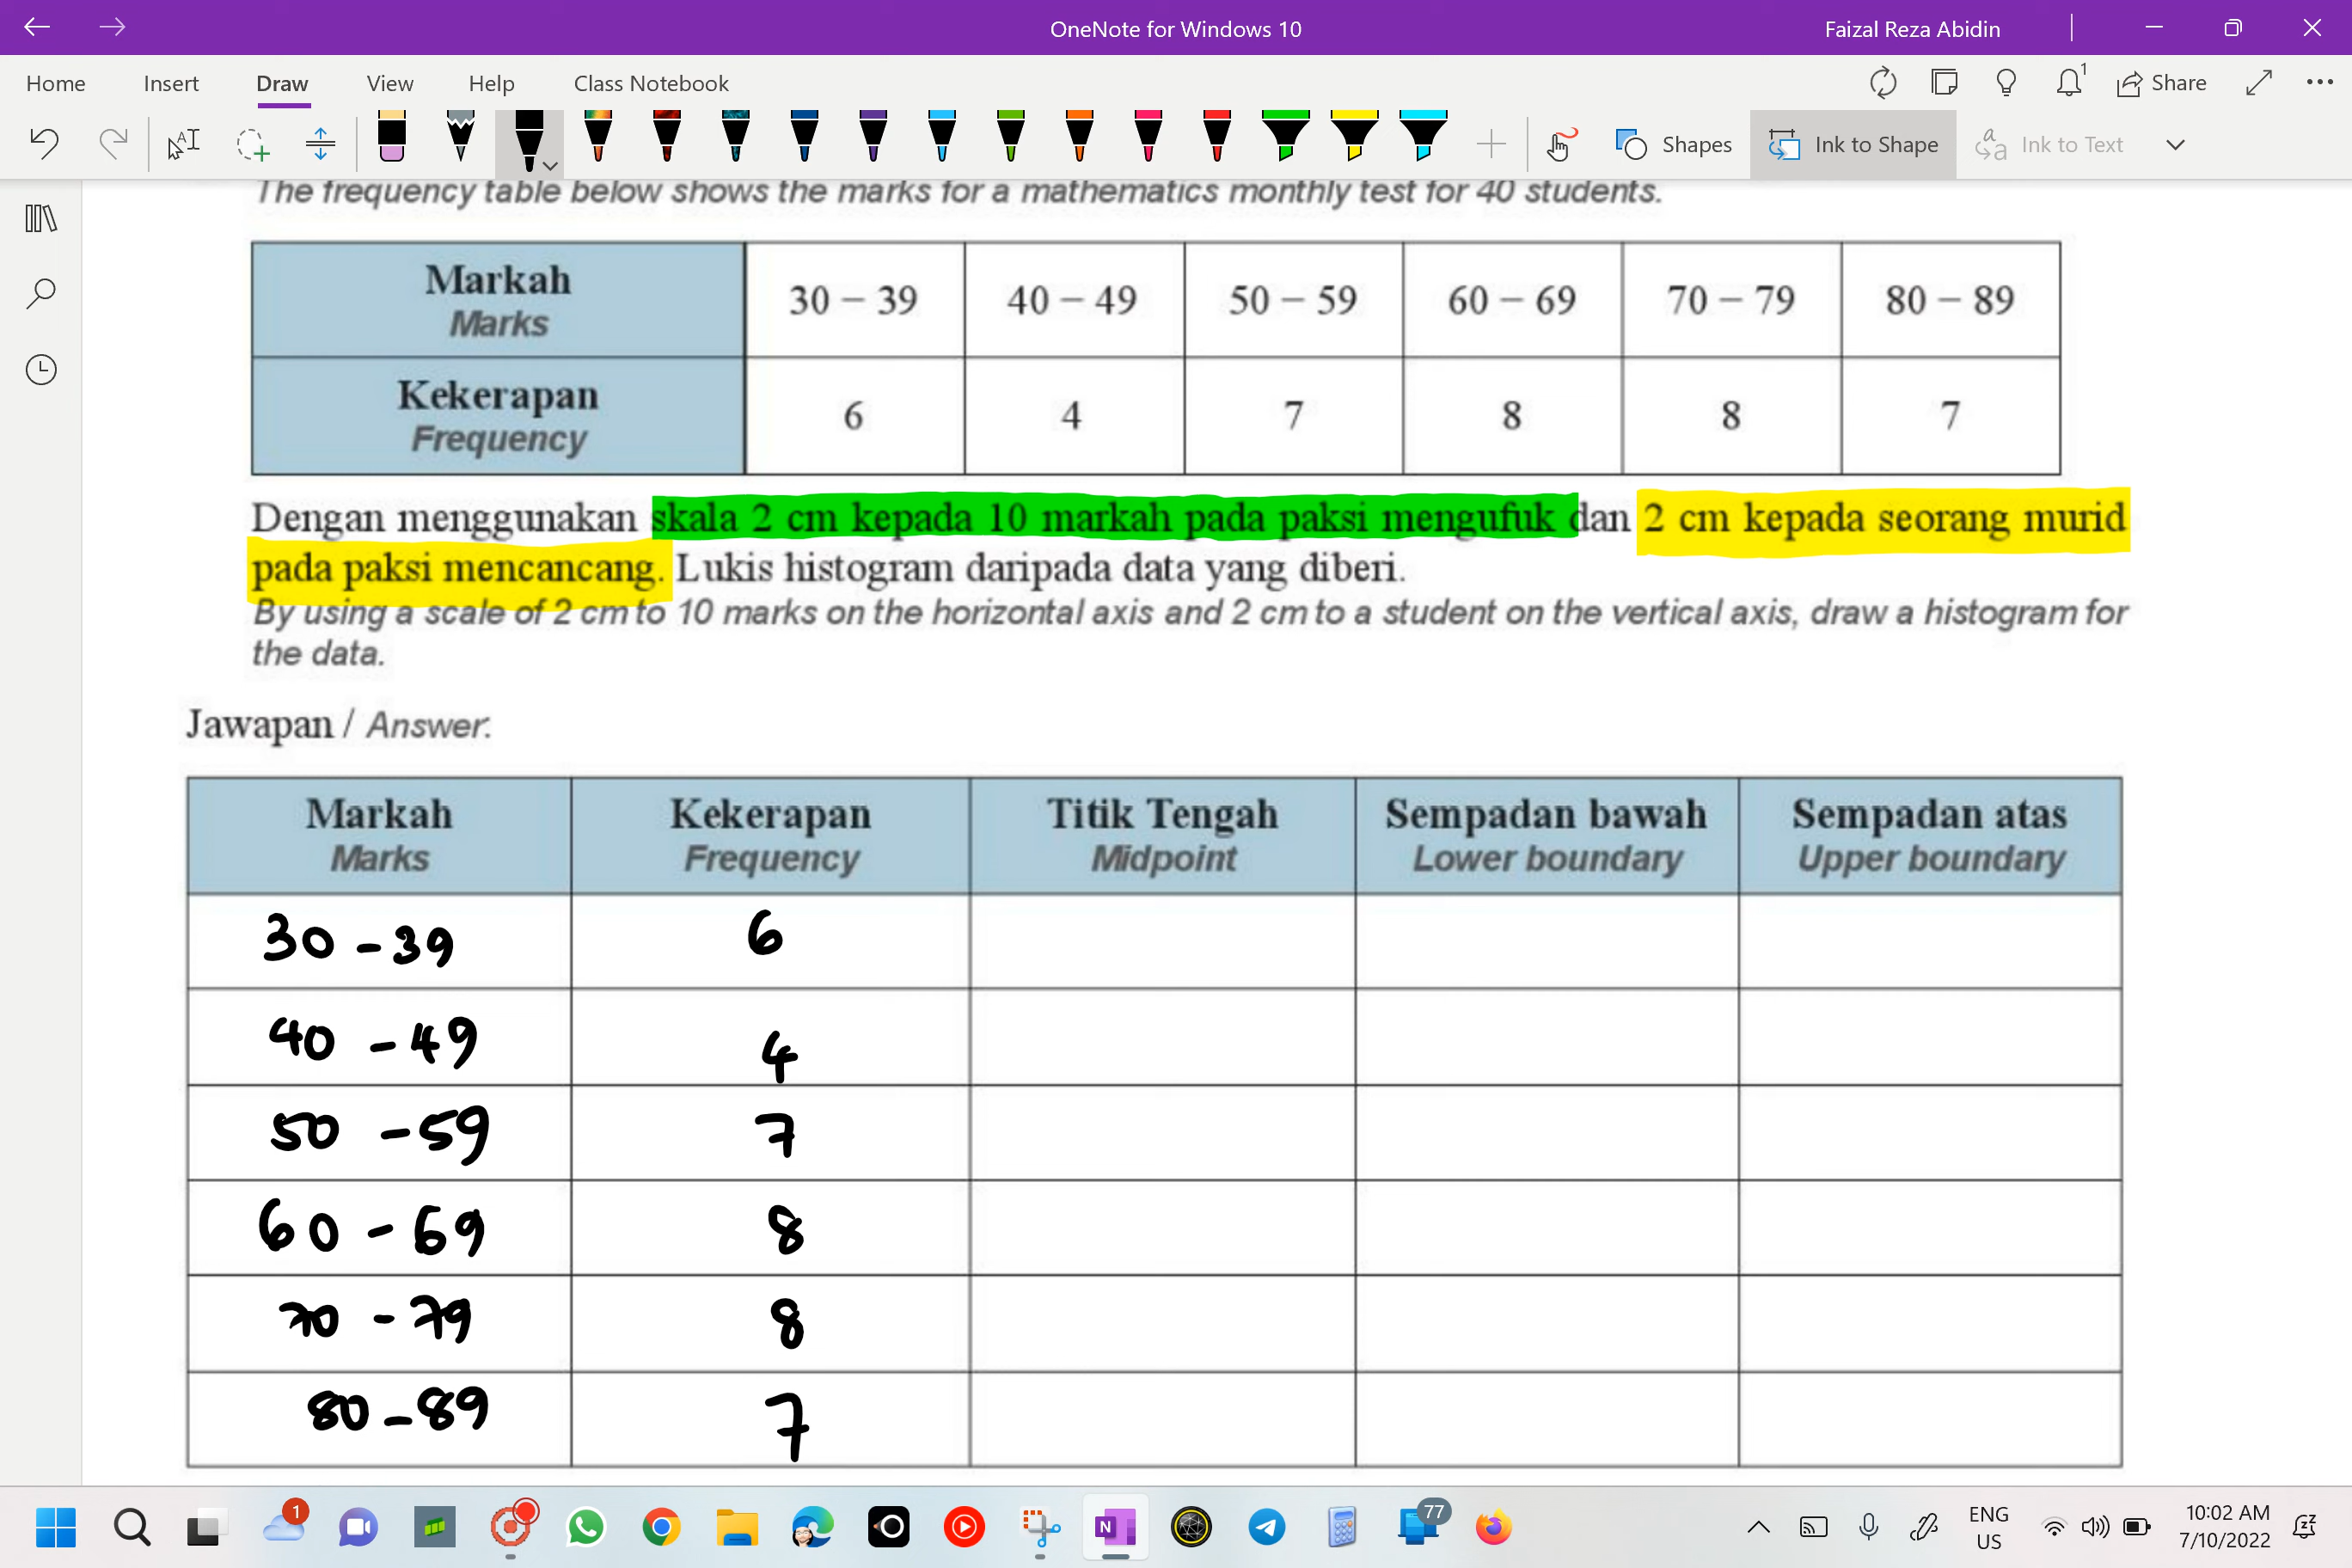 OneNote for Windows 10
Faizal Reza Abidin
Home Insert Draw View Help Class Notebook
1
Share
Shapes
Ink to Shape
Ink to Text
The frequency table below shows the marks for a mathematics monthly test for 40 students.
Markah
Marks
30 – 39 40 – 49 50 – 59 60 – 69 70 – 79 80 – 89
Kekerapan
Frequency
6 4 7 8 8 7
Dengan menggunakan skala 2 cm kepada 10 markah pada paksi mengufuk dan 2 cm kepada seorang murid
pada paksi mencancang. Lukis histogram daripada data yang diberi.
By using a scale of 2 cm to 10 marks on the horizontal axis and 2 cm to a student on the vertical axis, draw a histogram for
the data.
Jawapan / Answer:
Markah Kekerapan Titik Tengah Sempadan bawah Sempadan atas
Marks Frequency Midpoint Lower boundary Upper boundary
30 - 39 6
40 - 49 4
50 - 59 7
60 - 69 8
70 - 79 8
80 - 89 7
1
77
ENG
US
10:02 AM
7/10/2022